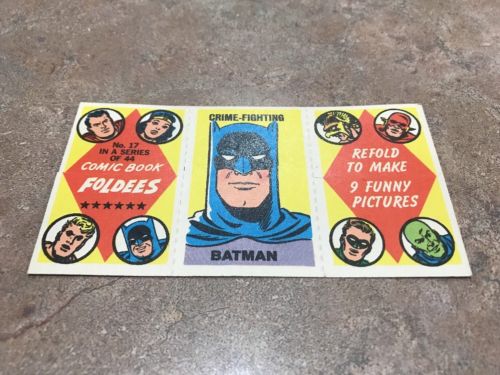 No. 17
IN A SERIES
OF 44
COMIC BOOK
FOLDEES
CRIME-FIGHTING
BATMAN
REFOLD
TO MAKE
9 FUNNY
PICTURES